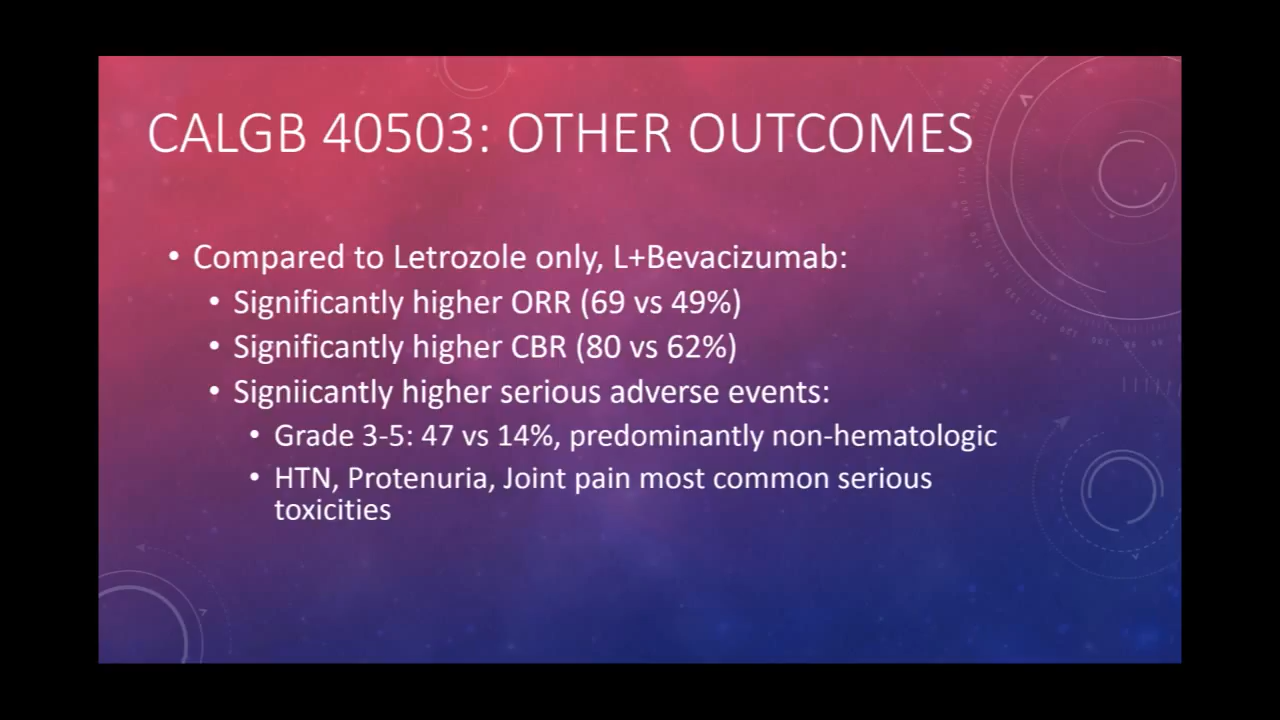 CALGB 40503: OTHER OUTCOMES
• Compared to Letrozole only, L+Bevacizumab:
• Significantly higher ORR (69 vs 49%)
• Significantly higher CBR (80 vs 62%)
• Signiicantly higher serious adverse events:
• Grade 3-5: 47 vs 14%, predominantly non-hematologic
• HTN, Protenuria, Joint pain most common serious
toxicities